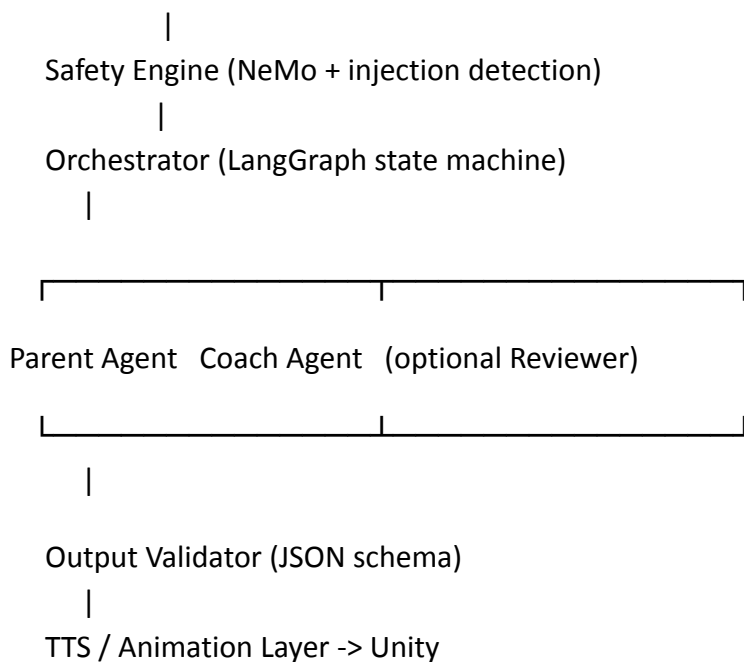 Safety Engine (NeMo + injection detection)
Orchestrator (LangGraph state machine)
Parent Agent Coach Agent (optional Reviewer)
Output Validator (JSON schema)
TTS / Animation Layer -> Unity